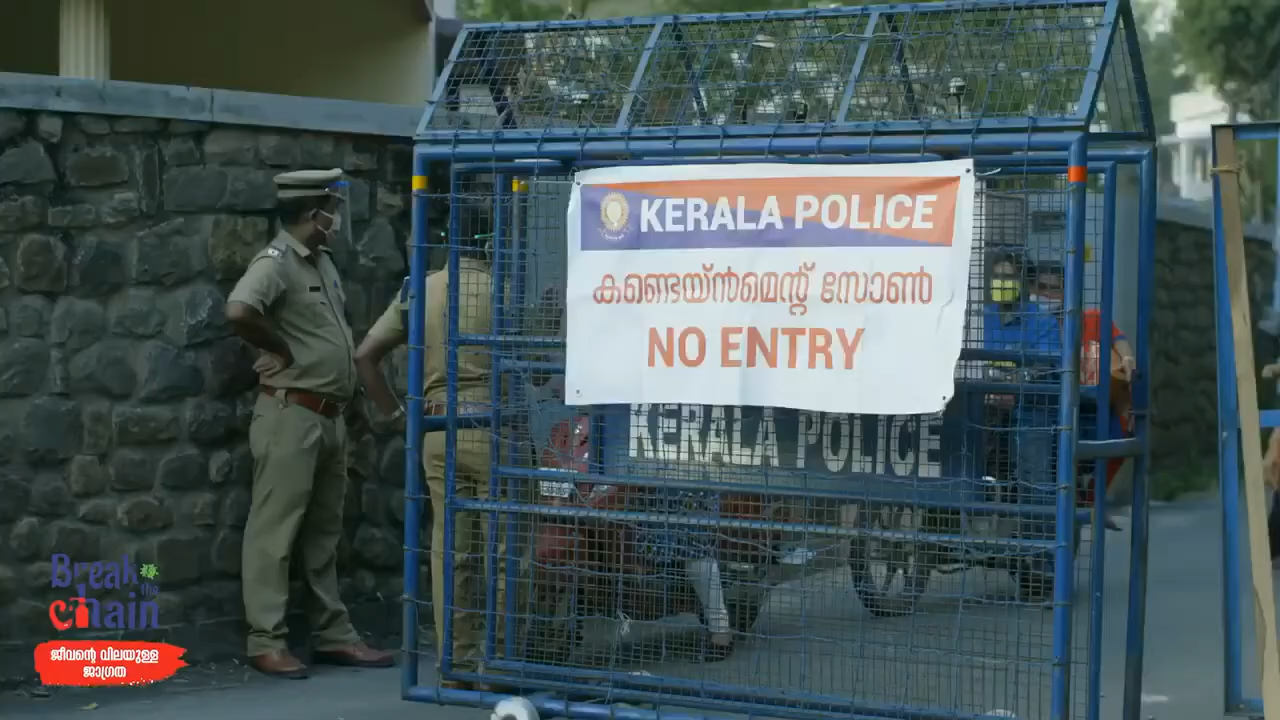 KERALA POLICE
കണ്ടെയ്ൻമെന്റ് സോൺ
NO ENTRY
KERALA POLICE
Break
the
chain
ജീവന്റെ വിലയുള്ള
ജാഗ്രത